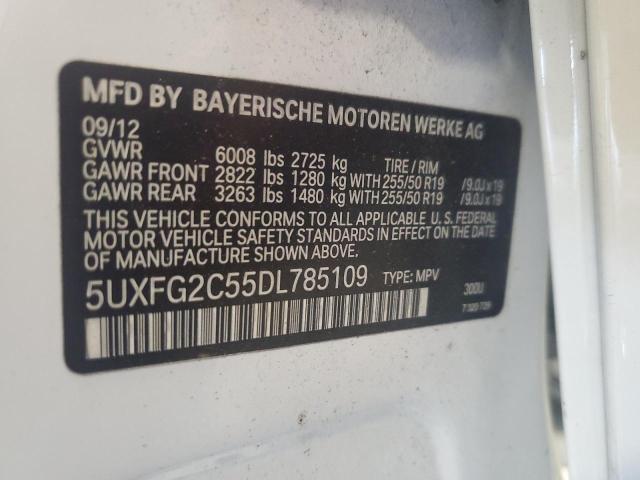 MFD BY BAYERISCHE MOTOREN WERKE AG
09/12
GVWR 6008 lbs 2725 kg TIRE / RIM
GAWR FRONT 2822 lbs 1280 kg WITH 255/50 R19 /9.0J x 19
GAWR REAR 3263 lbs 1480 kg WITH 255/50 R19 /9.0J x 19
THIS VEHICLE CONFORMS TO ALL APPLICABLE U. S. FEDERAL
MOTOR VEHICLE SAFETY STANDARDS IN EFFECT ON THE
DATE OF MANUFACTURE SHOWN ABOVE.
5UXFG2C55DL785109 TYPE: MPV
300U
7 320 729